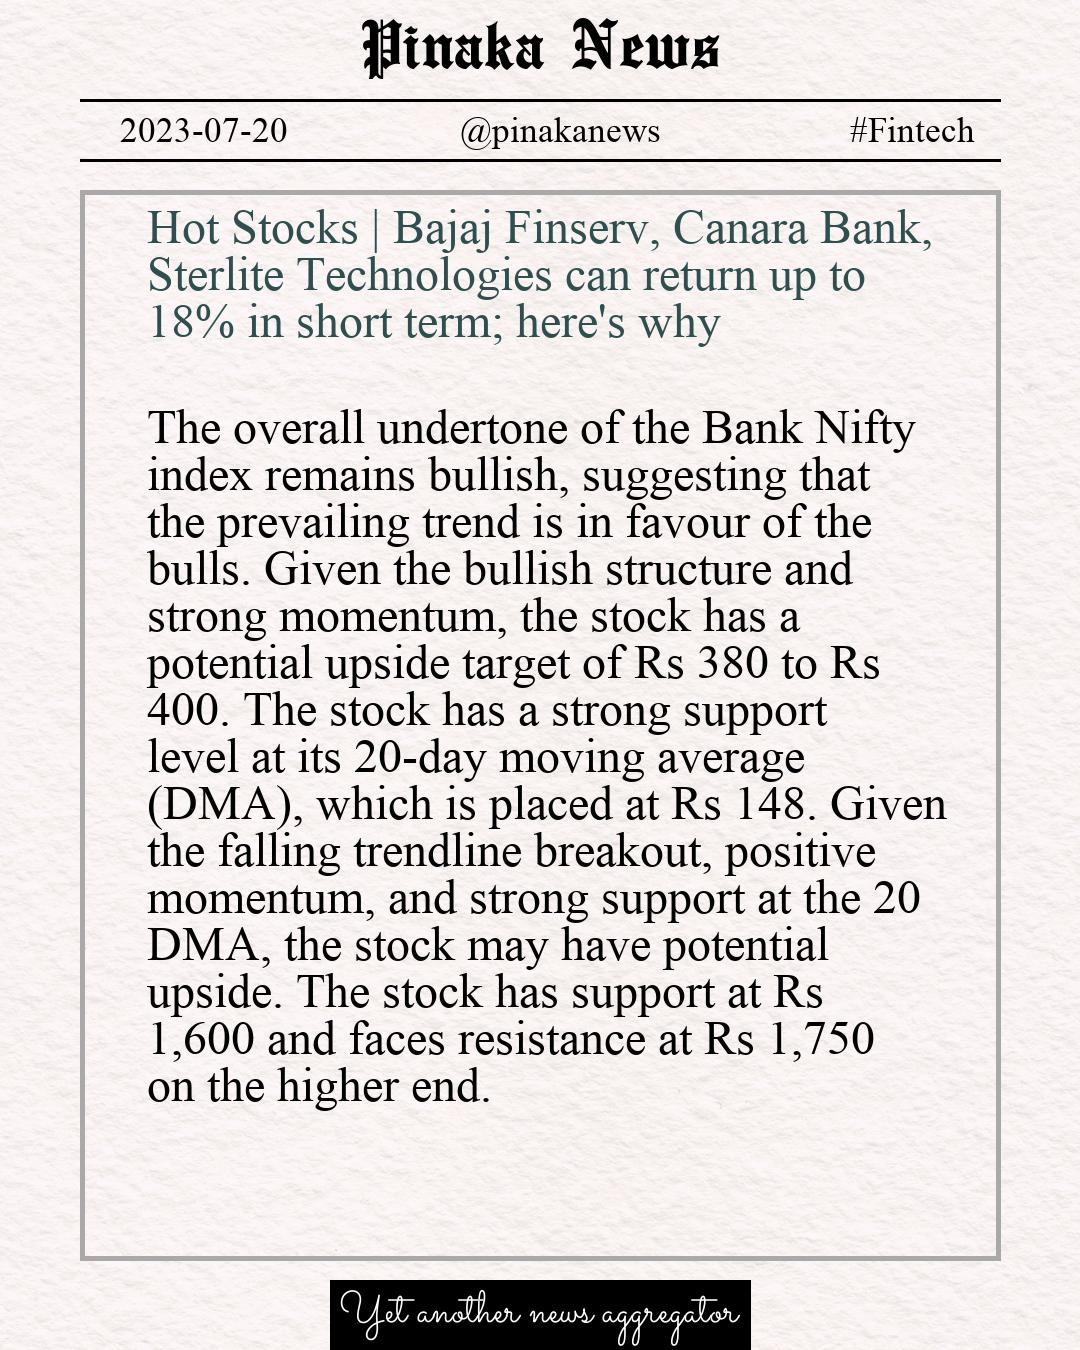 Pinaka News
2023-07-20 @pinakanews #Fintech
Hot Stocks | Bajaj Finserv, Canara Bank,
Sterlite Technologies can return up to
18% in short term; here's why
The overall undertone of the Bank Nifty
index remains bullish, suggesting that
the prevailing trend is in favour of the
bulls. Given the bullish structure and
strong momentum, the stock has a
potential upside target of Rs 380 to Rs
400. The stock has a strong support
level at its 20-day moving average
(DMA), which is placed at Rs 148. Given
the falling trendline breakout, positive
momentum, and strong support at the 20
DMA, the stock may have potential
upside. The stock has support at Rs
1,600 and faces resistance at Rs 1,750
on the higher end.
Yet another news aggregator